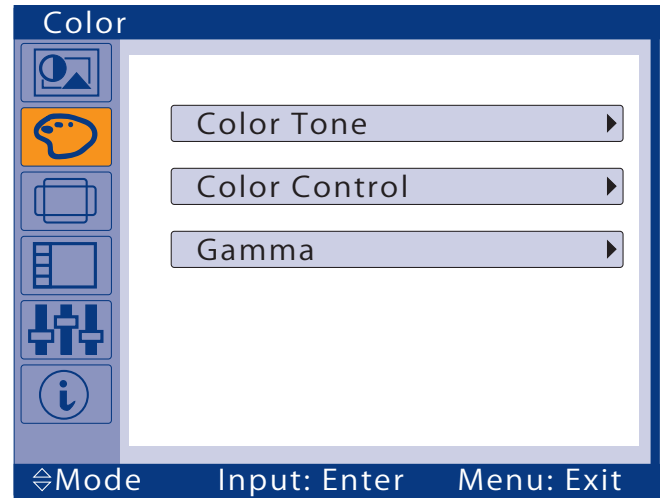 Color
Color Tone
Color Control
Gamma
Mode Input: Enter Menu: Exit